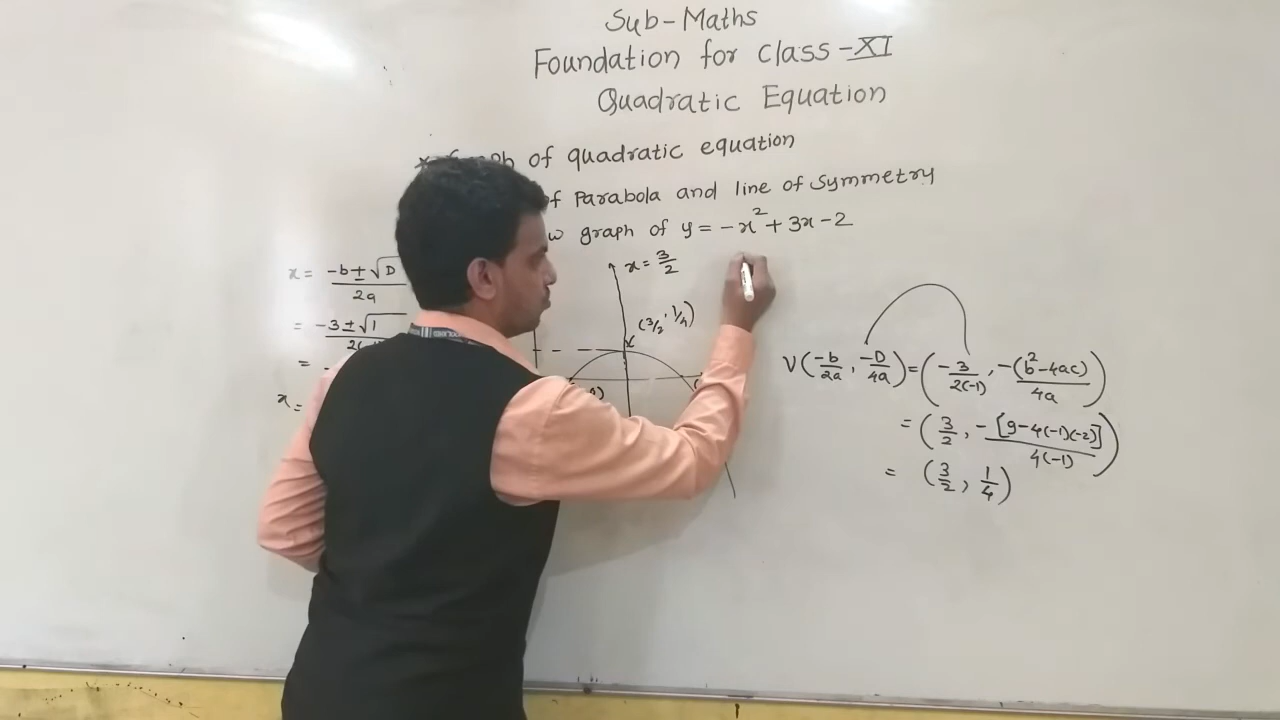 Sub-Maths
Foundation for class-XI
Quadratic Equation
of quadratic equation
of Parabola and line of Symmetry
graph of y = -x² + 3x - 2
x = (-b ± √D)/2a
= (-3 ± √1
=
x =
x = 3/2
(3/2, 1/4)
V(-b/2a, -D/4a) = (-3/2(-1), -(b² - 4ac)/4a)
= (3/2, -[9 - 4(-1)(-2)]/4(-1))
= (3/2, 1/4)